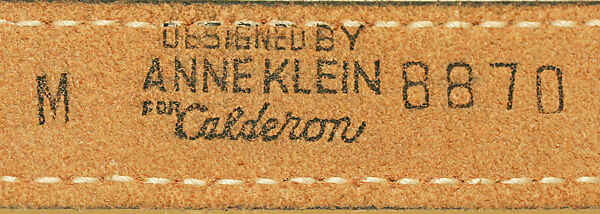 DESIGNED BY
M ANNE KLEIN 8870
FOR Calderon